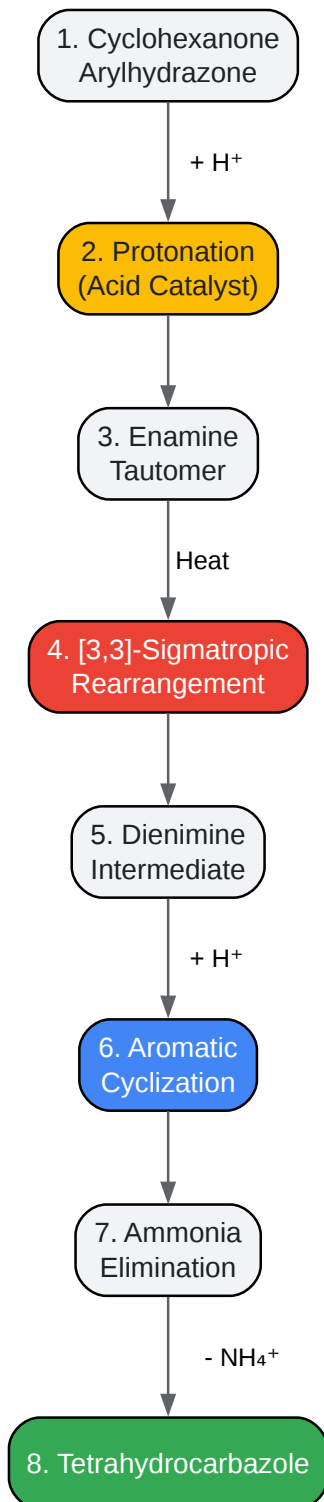 1. Cyclohexanone
Arylhydrazone
+ H⁺
2. Protonation
(Acid Catalyst)
3. Enamine
Tautomer
Heat
4. [3,3]-Sigmatropic
Rearrangement
5. Dienimine
Intermediate
+ H⁺
6. Aromatic
Cyclization
7. Ammonia
Elimination
- NH₄⁺
8. Tetrahydrocarbazole